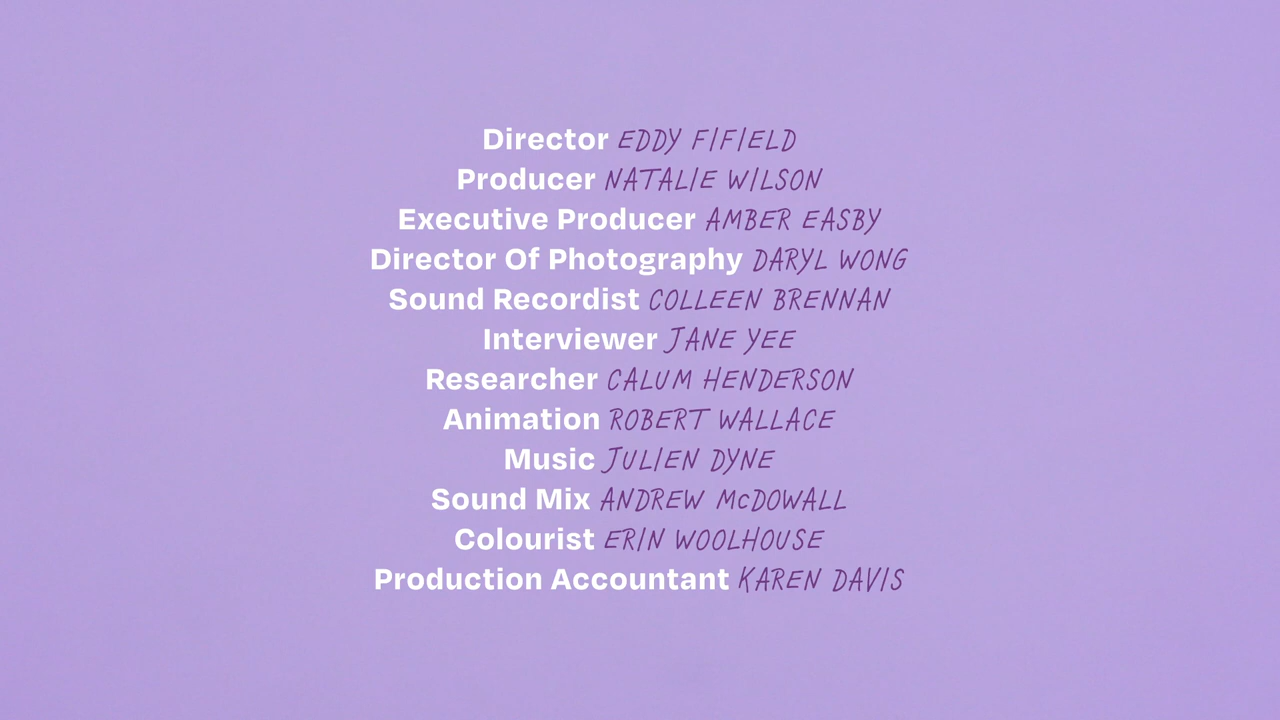 Director EDDY FIFIELD
Producer NATALIE WILSON
Executive Producer AMBER EASBY
Director Of Photography DARYL WONG
Sound Recordist COLLEEN BRENNAN
Interviewer JANE YEE
Researcher CALUM HENDERSON
Animation ROBERT WALLACE
Music JULIEN DYNE
Sound Mix ANDREW McDOWALL
Colourist ERIN WOOLHOUSE
Production Accountant KAREN DAVIS